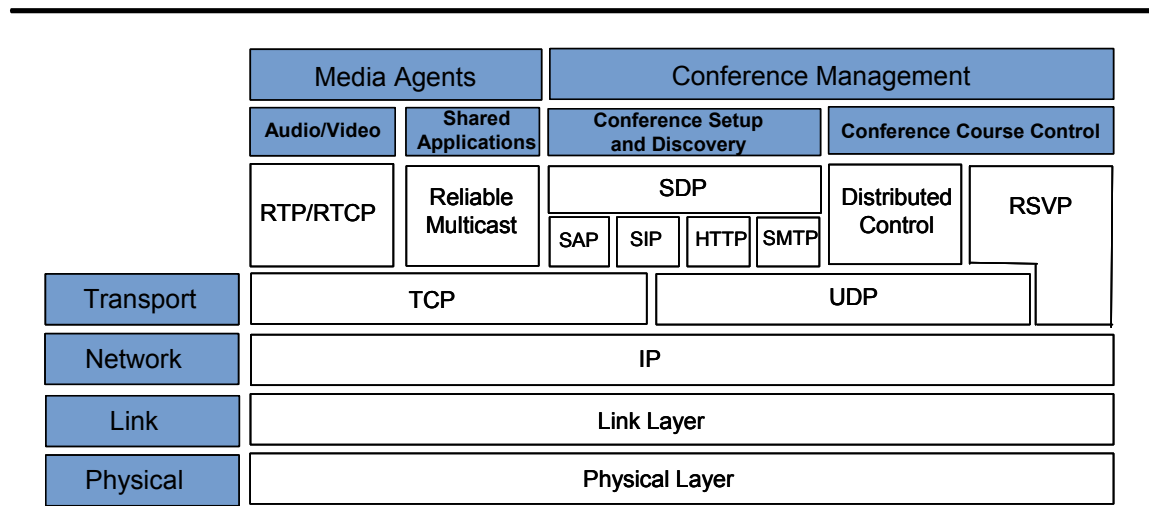 Media Agents
Conference Management
Audio/Video
Shared
Applications
Conference Setup
and Discovery
Conference Course Control
RTP/RTCP
Reliable
Multicast
SDP
SAP
SIP
HTTP
SMTP
Distributed
Control
RSVP
Transport
TCP
UDP
Network
IP
Link
Link Layer
Physical
Physical Layer